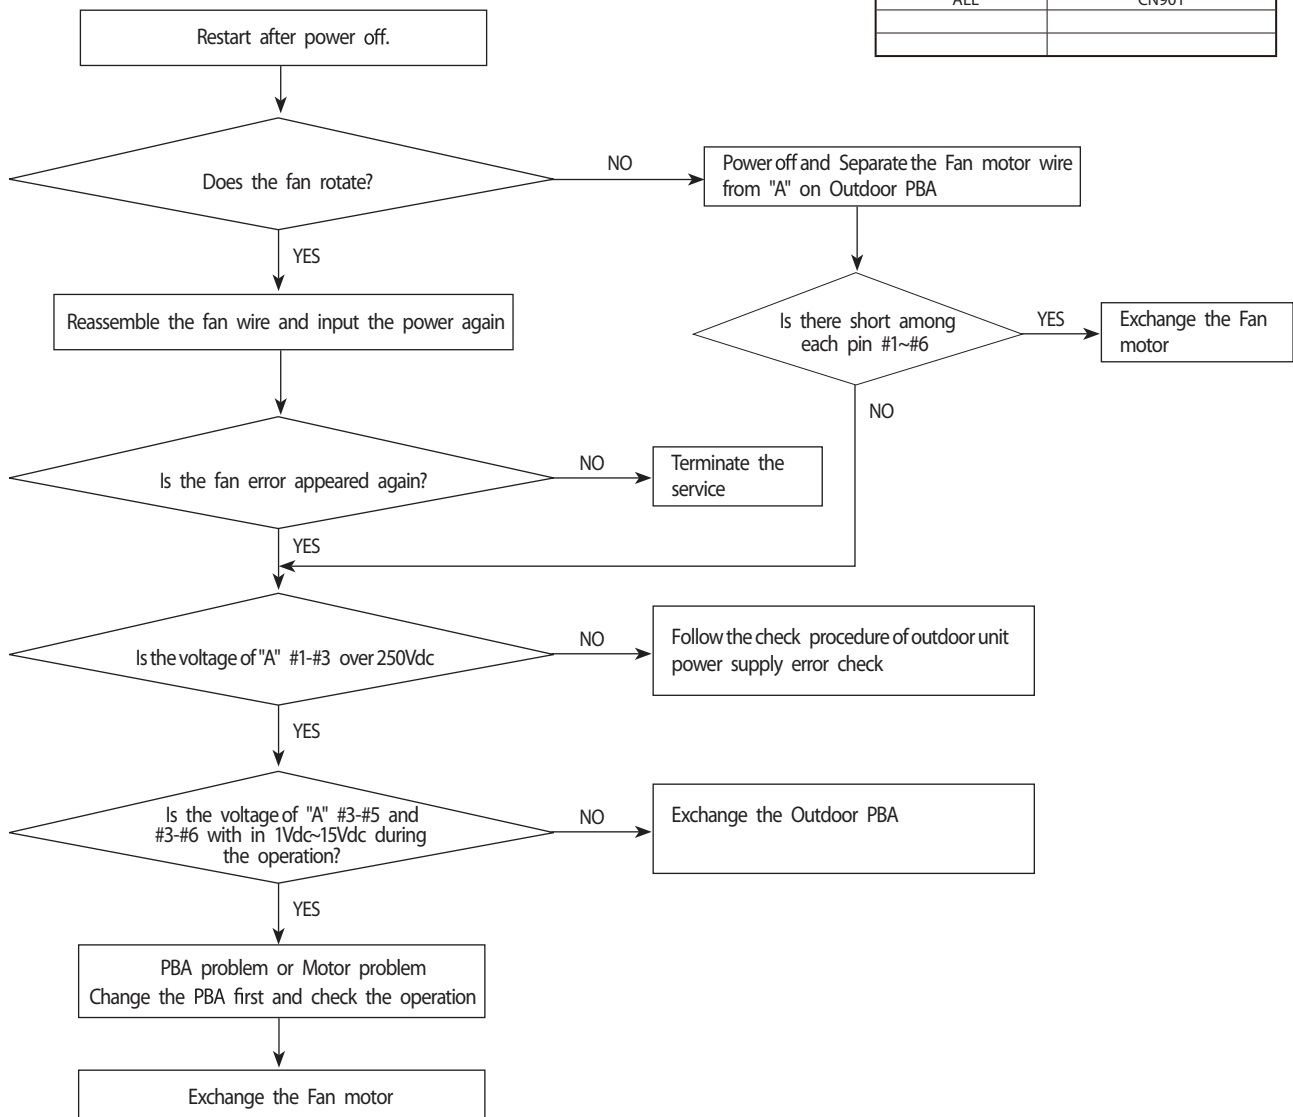 ALL CN901
Restart after power off.
Does the fan rotate?
NO
Power off and Separate the Fan motor wire
from "A" on Outdoor PBA
YES
Reassemble the fan wire and input the power again
Is there short among
each pin #1~#6
YES
Exchange the Fan
motor
NO
Is the fan error appeared again?
NO
Terminate the
service
YES
Is the voltage of "A" #1-#3 over 250Vdc
NO
Follow the check procedure of outdoor unit
power supply error check
YES
Is the voltage of "A" #3-#5 and
#3-#6 with in 1Vdc~15Vdc during
the operation?
NO
Exchange the Outdoor PBA
YES
PBA problem or Motor problem
Change the PBA first and check the operation
Exchange the Fan motor